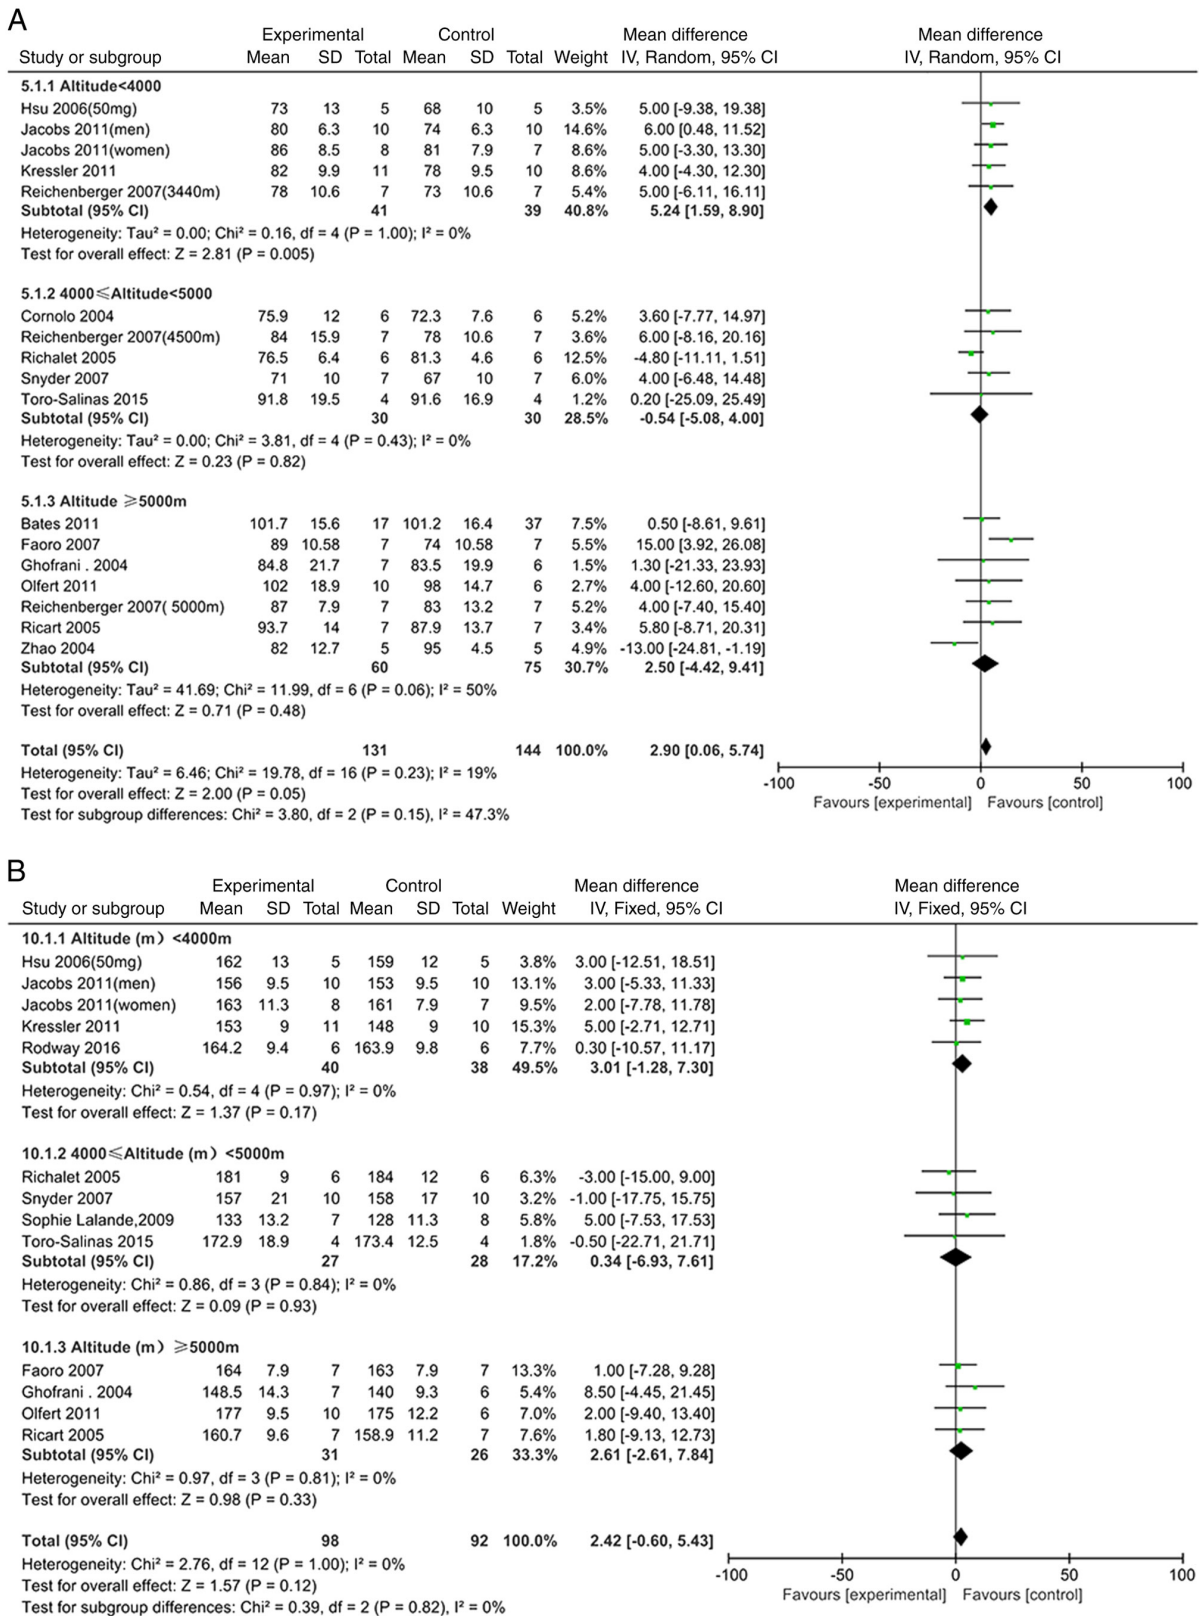 A
Experimental Control Mean difference Mean difference
Study or subgroup Mean SD Total Mean SD Total Weight IV, Random, 95% CI IV, Random, 95% CI
5.1.1 Altitude<4000
Hsu 2006(50mg) 73 13 5 68 10 5 3.5% 5.00 [-9.38, 19.38]
Jacobs 2011(men) 80 6.3 10 74 6.3 10 14.6% 6.00 [0.48, 11.52]
Jacobs 2011(women) 86 8.5 8 81 7.9 7 8.6% 5.00 [-3.30, 13.30]
Kressler 2011 82 9.9 11 78 9.5 10 8.6% 4.00 [-4.30, 12.30]
Reichenberger 2007(3440m) 78 10.6 7 73 10.6 7 5.4% 5.00 [-6.11, 16.11]
Subtotal (95% CI) 41 39 40.8% 5.24 [1.59, 8.90]
Heterogeneity: Tau² = 0.00; Chi² = 0.16, df = 4 (P = 1.00); I² = 0%
Test for overall effect: Z = 2.81 (P = 0.005)
5.1.2 4000≤Altitude<5000
Cornolo 2004 75.9 12 6 72.3 7.6 6 5.2% 3.60 [-7.77, 14.97]
Reichenberger 2007(4500m) 84 15.9 7 78 10.6 7 3.6% 6.00 [-8.16, 20.16]
Richalet 2005 76.5 6.4 6 81.3 4.6 6 12.5% -4.80 [-11.11, 1.51]
Snyder 2007 71 10 7 67 10 7 6.0% 4.00 [-6.48, 14.48]
Toro-Salinas 2015 91.8 19.5 4 91.6 16.9 4 1.2% 0.20 [-25.09, 25.49]
Subtotal (95% CI) 30 30 28.5% -0.54 [-5.08, 4.00]
Heterogeneity: Tau² = 0.00; Chi² = 3.81, df = 4 (P = 0.43); I² = 0%
Test for overall effect: Z = 0.23 (P = 0.82)
5.1.3 Altitude ≥5000m
Bates 2011 101.7 15.6 17 101.2 16.4 37 7.5% 0.50 [-8.61, 9.61]
Faoro 2007 89 10.58 7 74 10.58 7 5.5% 15.00 [3.92, 26.08]
Ghofrani . 2004 84.8 21.7 7 83.5 19.9 6 1.5% 1.30 [-21.33, 23.93]
Olfert 2011 102 18.9 10 98 14.7 6 2.7% 4.00 [-12.60, 20.60]
Reichenberger 2007( 5000m) 87 7.9 7 83 13.2 7 5.2% 4.00 [-7.40, 15.40]
Ricart 2005 93.7 14 7 87.9 13.7 7 3.4% 5.80 [-8.71, 20.31]
Zhao 2004 82 12.7 5 95 4.5 5 4.9% -13.00 [-24.81, -1.19]
Subtotal (95% CI) 60 75 30.7% 2.50 [-4.42, 9.41]
Heterogeneity: Tau² = 41.69; Chi² = 11.99, df = 6 (P = 0.06); I² = 50%
Test for overall effect: Z = 0.71 (P = 0.48)
Total (95% CI) 131 144 100.0% 2.90 [0.06, 5.74]
Heterogeneity: Tau² = 6.46; Chi² = 19.78, df = 16 (P = 0.23); I² = 19%
Test for overall effect: Z = 2.00 (P = 0.05)
Test for subgroup differences: Chi² = 3.80, df = 2 (P = 0.15), I² = 47.3%
-100 -50 0 50 100
Favours [experimental] Favours [control]
B
Experimental Control Mean difference Mean difference
Study or subgroup Mean SD Total Mean SD Total Weight IV, Fixed, 95% CI IV, Fixed, 95% CI
10.1.1 Altitude (m）<4000m
Hsu 2006(50mg) 162 13 5 159 12 5 3.8% 3.00 [-12.51, 18.51]
Jacobs 2011(men) 156 9.5 10 153 9.5 10 13.1% 3.00 [-5.33, 11.33]
Jacobs 2011(women) 163 11.3 8 161 7.9 7 9.5% 2.00 [-7.78, 11.78]
Kressler 2011 153 9 11 148 9 10 15.3% 5.00 [-2.71, 12.71]
Rodway 2016 164.2 9.4 6 163.9 9.8 6 7.7% 0.30 [-10.57, 11.17]
Subtotal (95% CI) 40 38 49.5% 3.01 [-1.28, 7.30]
Heterogeneity: Chi² = 0.54, df = 4 (P = 0.97); I² = 0%
Test for overall effect: Z = 1.37 (P = 0.17)
10.1.2 4000≤Altitude (m）<5000m
Richalet 2005 181 9 6 184 12 6 6.3% -3.00 [-15.00, 9.00]
Snyder 2007 157 21 10 158 17 10 3.2% -1.00 [-17.75, 15.75]
Sophie Lalande,2009 133 13.2 7 128 11.3 8 5.8% 5.00 [-7.53, 17.53]
Toro-Salinas 2015 172.9 18.9 4 173.4 12.5 4 1.8% -0.50 [-22.71, 21.71]
Subtotal (95% CI) 27 28 17.2% 0.34 [-6.93, 7.61]
Heterogeneity: Chi² = 0.86, df = 3 (P = 0.84); I² = 0%
Test for overall effect: Z = 0.09 (P = 0.93)
10.1.3 Altitude (m）≥5000m
Faoro 2007 164 7.9 7 163 7.9 7 13.3% 1.00 [-7.28, 9.28]
Ghofrani . 2004 148.5 14.3 7 140 9.3 6 5.4% 8.50 [-4.45, 21.45]
Olfert 2011 177 9.5 10 175 12.2 6 7.0% 2.00 [-9.40, 13.40]
Ricart 2005 160.7 9.6 7 158.9 11.2 7 7.6% 1.80 [-9.13, 12.73]
Subtotal (95% CI) 31 26 33.3% 2.61 [-2.61, 7.84]
Heterogeneity: Chi² = 0.97, df = 3 (P = 0.81); I² = 0%
Test for overall effect: Z = 0.98 (P = 0.33)
Total (95% CI) 98 92 100.0% 2.42 [-0.60, 5.43]
Heterogeneity: Chi² = 2.76, df = 12 (P = 1.00); I² = 0%
Test for overall effect: Z = 1.57 (P = 0.12)
Test for subgroup differences: Chi² = 0.39, df = 2 (P = 0.82), I² = 0%
-100 -50 0 50 100
Favours [experimental] Favours [control]